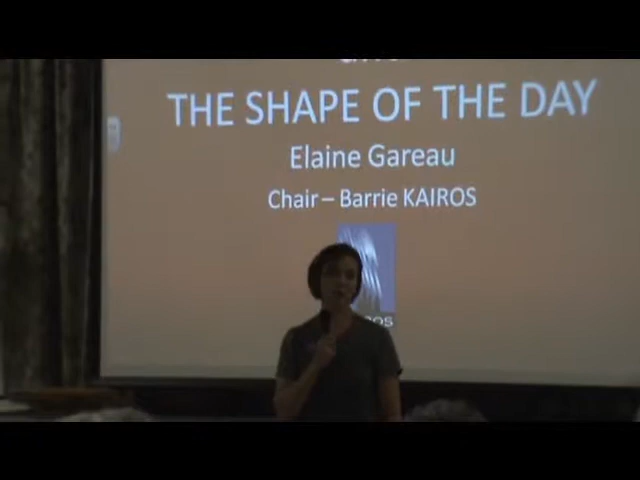 THE SHAPE OF THE DAY
Elaine Gareau
Chair – Barrie KAIROS